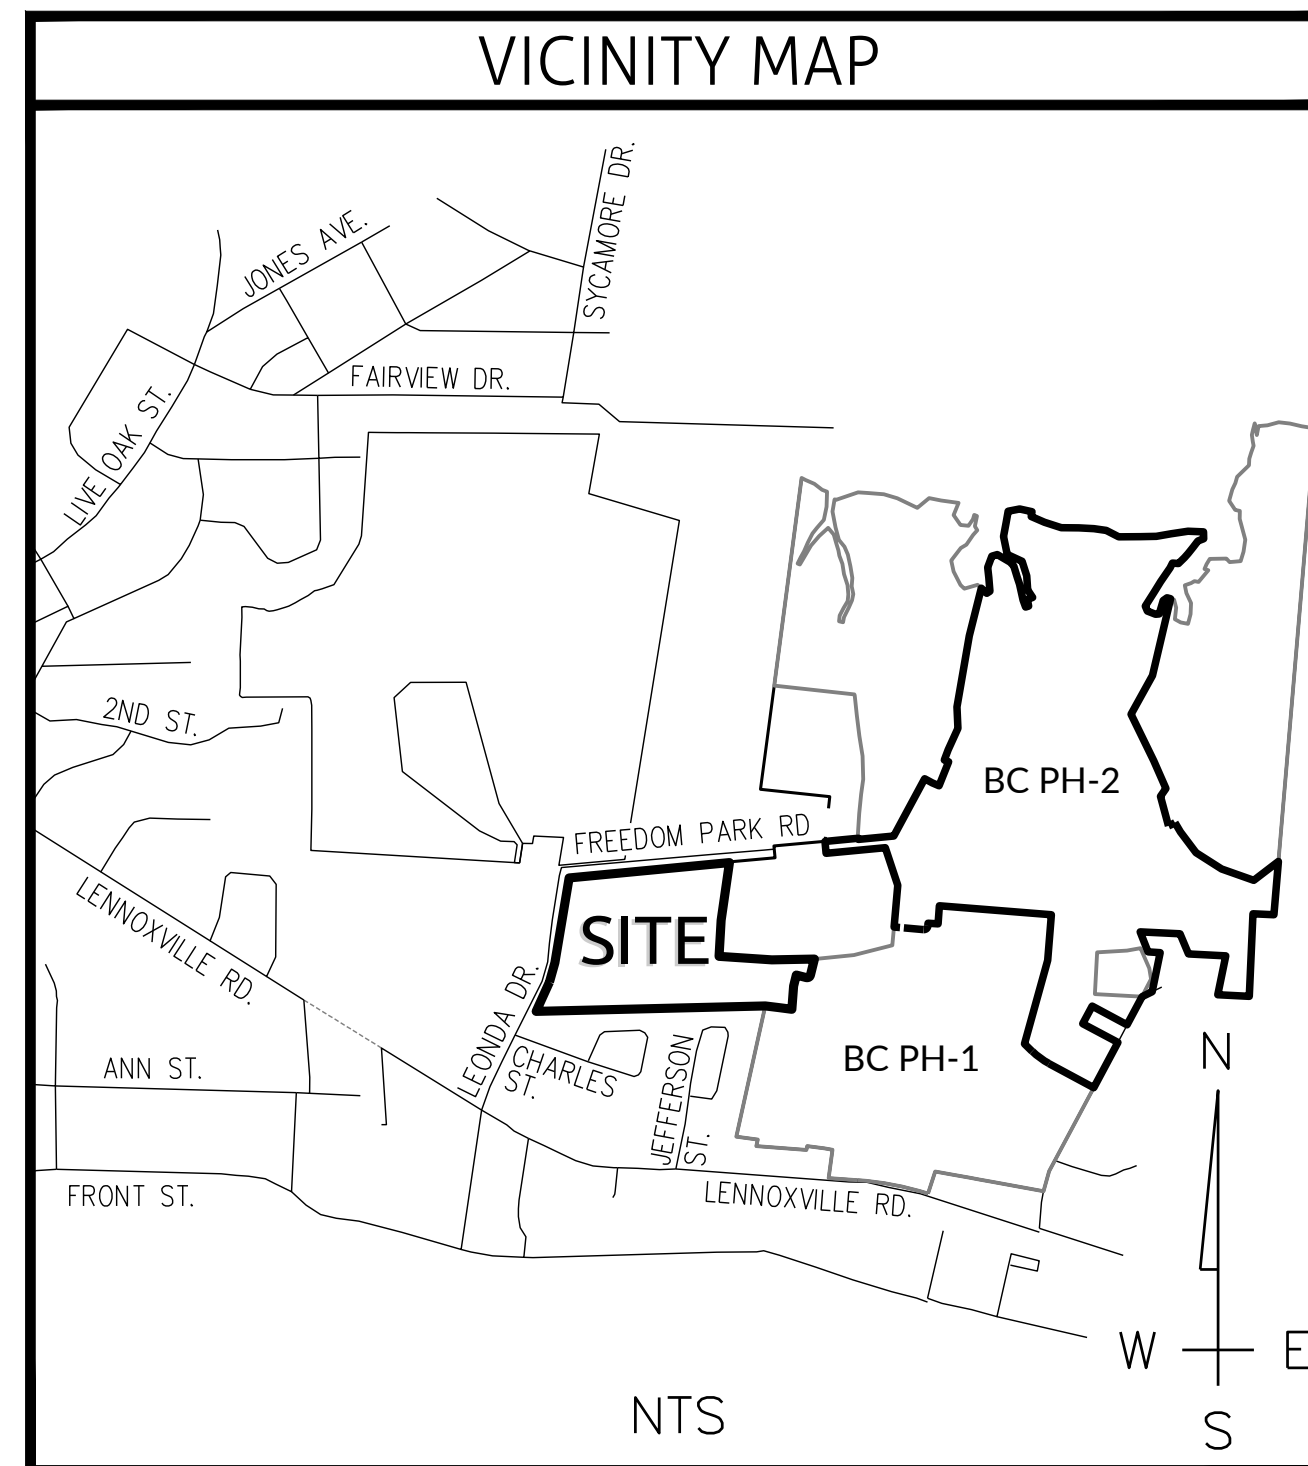 VICINITY MAP
SYCAMORE DR.
JONES AVE.
FAIRVIEW DR.
LIVE OAK ST.
2ND ST.
BC PH-2
FREEDOM PARK RD
LENNOXVILLE RD.
SITE
LEONDA DR.
CHARLES
ST.
JEFFERSON
ST.
BC PH-1
ANN ST.
FRONT ST.
LENNOXVILLE RD.
N
W
E
S
NTS